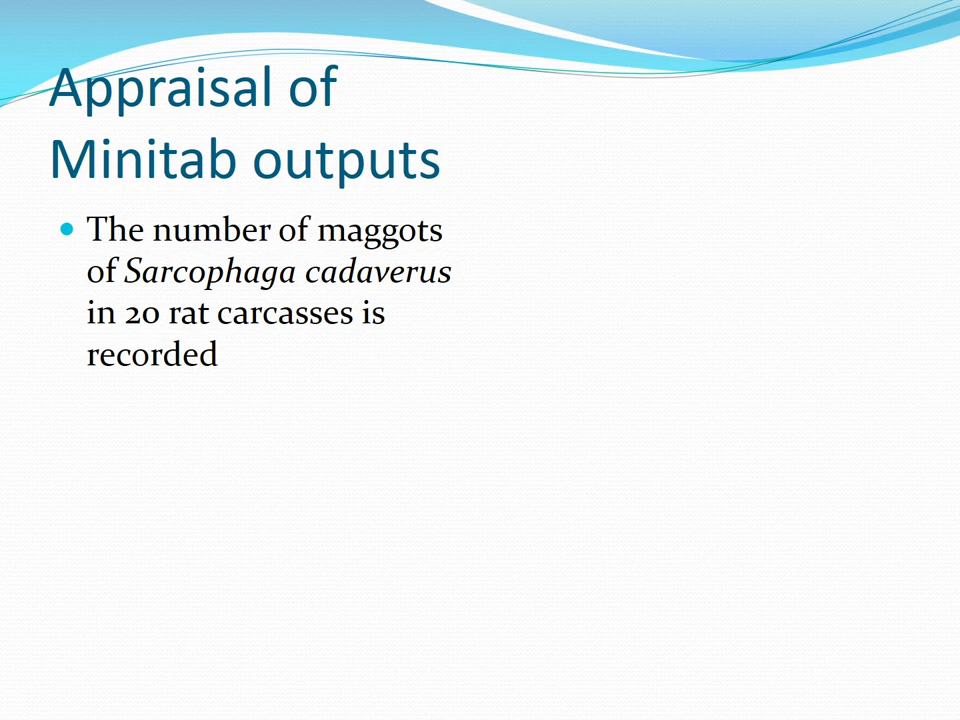 Appraisal of
Minitab outputs
The number of maggots
of Sarcophaga cadaverus
in 20 rat carcasses is
recorded